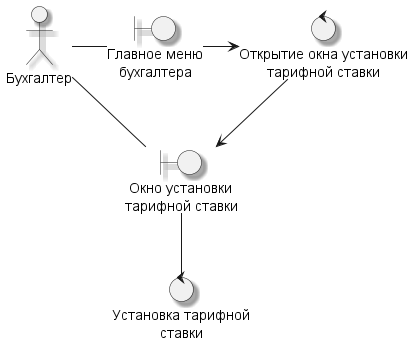 Бухгалтер
Главное меню
бухгалтера
Открытие окна установки
тарифной ставки
Окно установки
тарифной ставки
Установка тарифной
ставки